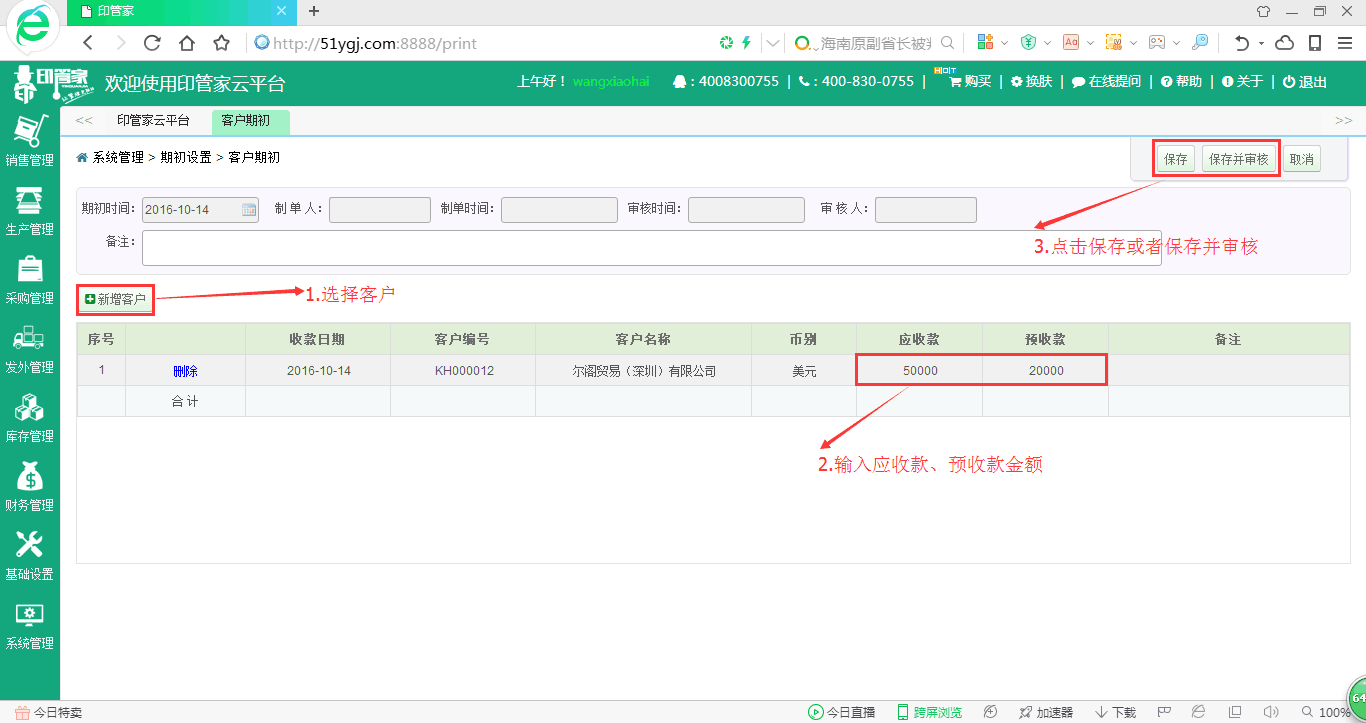 印管家
http://51ygj.com:8888/print
海南原副省长被判
印管家
欢迎使用印管家云平台
上午好！ wangxiaohai
: 4008300755 | : 400-830-0755 | 购买 | 换肤 | 在线提问 | 帮助 | 关于 | 退出
<< 印管家云平台 客户期初 >>
销售管理
生产管理
采购管理
发外管理
库存管理
财务管理
基础设置
系统管理
系统管理 > 期初设置 > 客户期初
保存 保存并审核 取消
期初时间: 2016-10-14 制 单 人: 制单时间: 审核时间: 审 核 人:
备注:
3.点击保存或者保存并审核
新增客户
1.选择客户
序号 收款日期 客户编号 客户名称 币别 应收款 预收款 备注
1 删除 2016-10-14 KH000012 尔阁贸易（深圳）有限公司 美元 50000 20000
合 计
2.输入应收款、预收款金额
今日特卖 今日直播 跨屏浏览 加速器 下载 100%
64